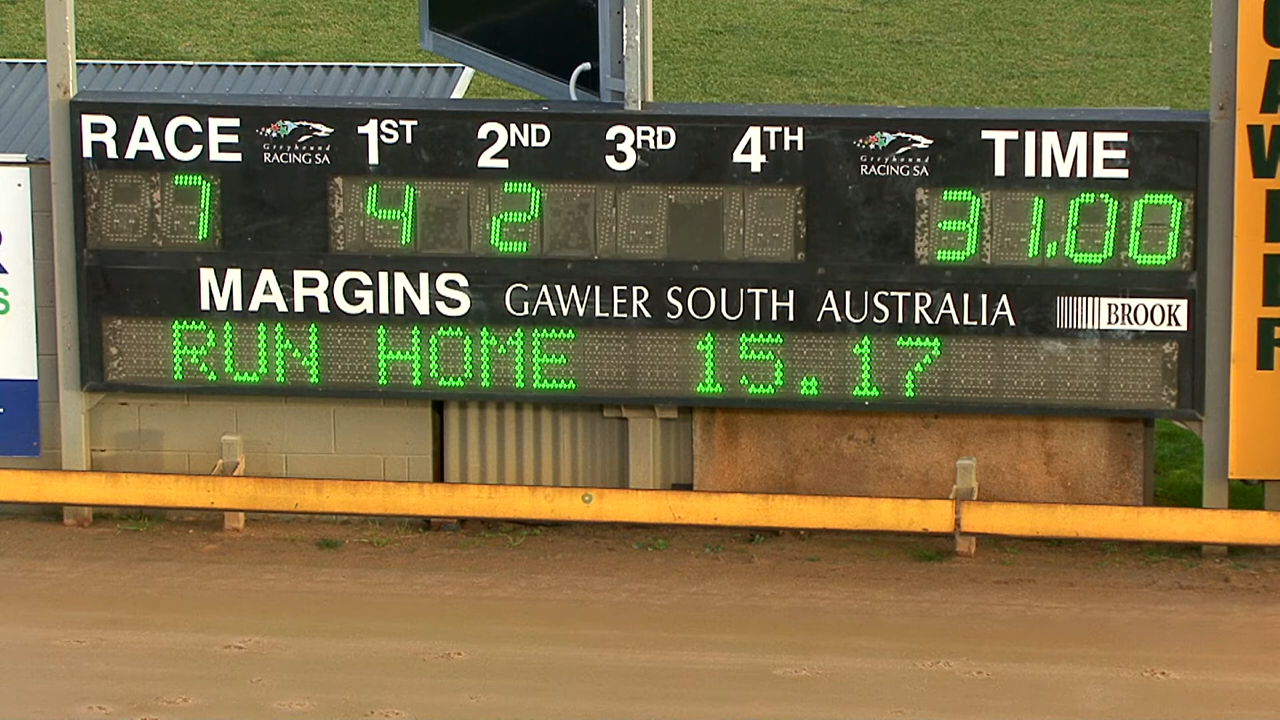 RACE Greyhound RACING SA 1ST 2ND 3RD 4TH Greyhound RACING SA TIME
7 4 2 31.00
MARGINS GAWLER SOUTH AUSTRALIA BROOK
RUN HOME 15.17